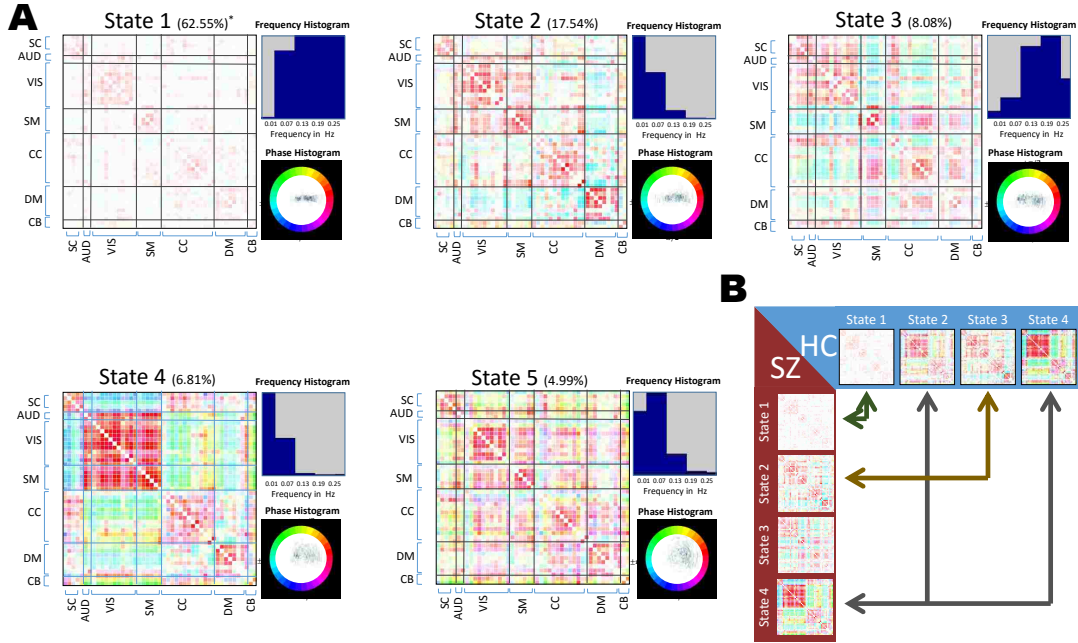 A
State 1 (62.55%)*
SC
AUD
VIS
SM
CC
DM
CB
SC
AUD
VIS
SM
CC
DM
CB
Frequency Histogram
0.01 0.07 0.13 0.19 0.25
Frequency in Hz
Phase Histogram
State 2 (17.54%)
SC
AUD
VIS
SM
CC
DM
CB
SC
AUD
VIS
SM
CC
DM
CB
Frequency Histogram
0.01 0.07 0.13 0.19 0.25
Frequency in Hz
Phase Histogram
State 3 (8.08%)
SC
AUD
VIS
SM
CC
DM
CB
SC
AUD
VIS
SM
CC
DM
CB
Frequency Histogram
0.01 0.07 0.13 0.19 0.25
Frequency in Hz
Phase Histogram
State 4 (6.81%)
SC
AUD
VIS
SM
CC
DM
CB
SC
AUD
VIS
SM
CC
DM
CB
Frequency Histogram
0.01 0.07 0.13 0.19 0.25
Frequency in Hz
Phase Histogram
State 5 (4.99%)
SC
AUD
VIS
SM
CC
DM
CB
SC
AUD
VIS
SM
CC
DM
CB
Frequency Histogram
0.01 0.07 0.13 0.19 0.25
Frequency in Hz
Phase Histogram
B
HC
SZ
State 1
State 2
State 3
State 4
State 1
State 2
State 3
State 4